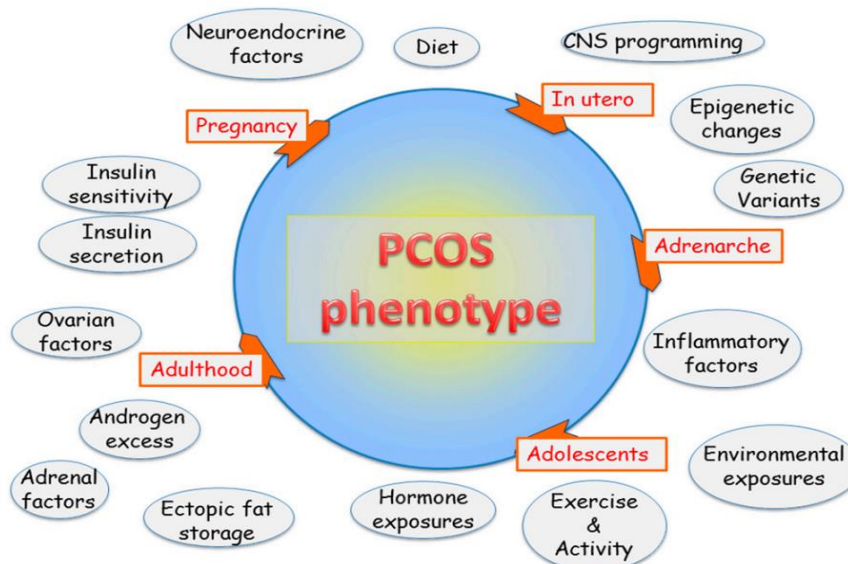 Neuroendocrine
factors
Diet
CNS programming
In utero
Pregnancy
Epigenetic
changes
Insulin
sensitivity
Genetic
Variants
Insulin
secretion
PCOS
phenotype
Adrenarche
Ovarian
factors
Inflammatory
factors
Adulthood
Androgen
excess
Adolescents
Environmental
exposures
Adrenal
factors
Ectopic fat
storage
Hormone
exposures
Exercise
&
Activity